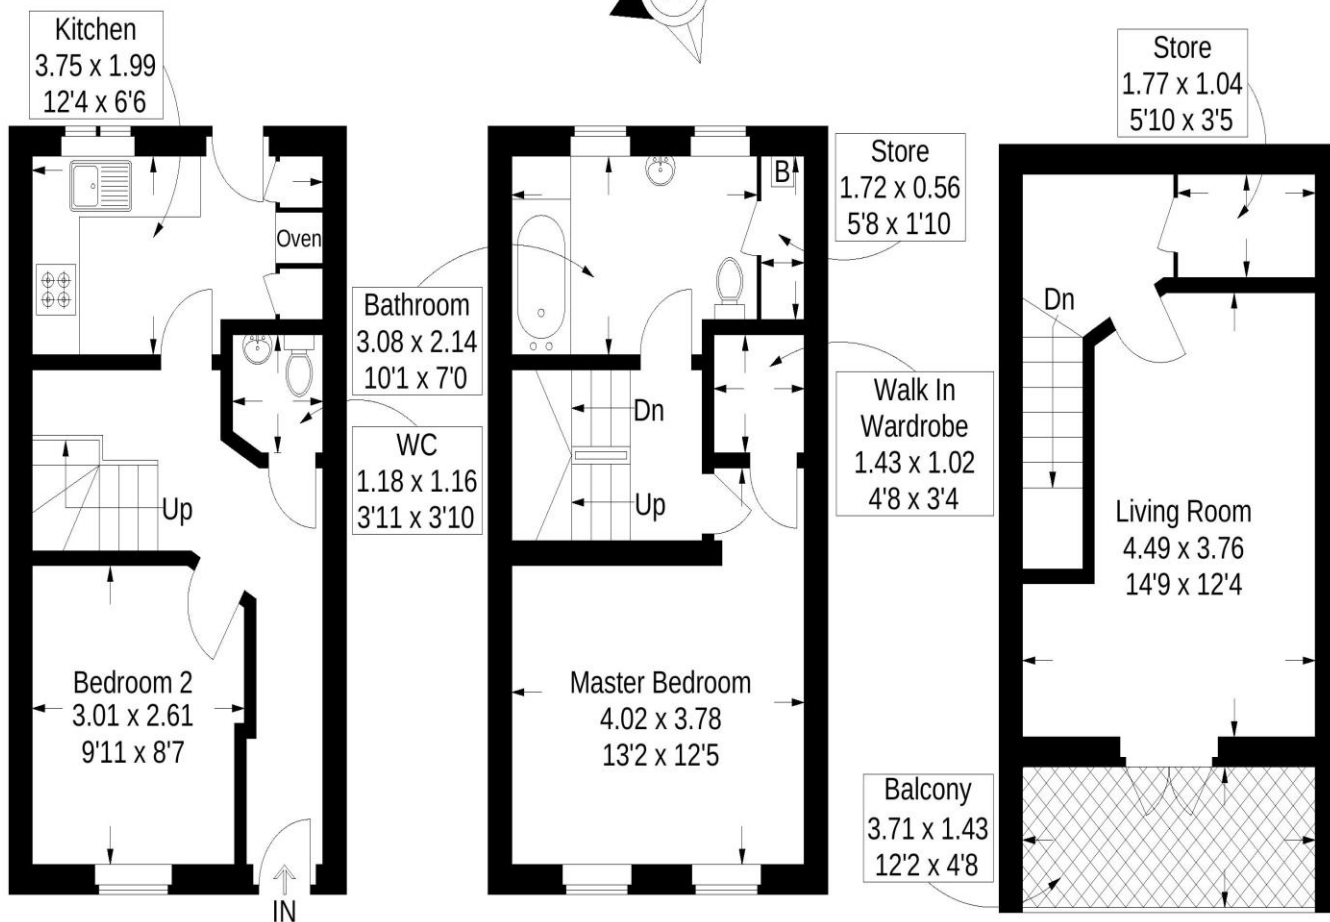 Kitchen
3.75 x 1.99
12'4 x 6'6
Oven
WC
1.18 x 1.16
3'11 x 3'10
Up
Bedroom 2
3.01 x 2.61
9'11 x 8'7
IN
Bathroom
3.08 x 2.14
10'1 x 7'0
B
Store
1.72 x 0.56
5'8 x 1'10
Dn
Up
Walk In
Wardrobe
1.43 x 1.02
4'8 x 3'4
Master Bedroom
4.02 x 3.78
13'2 x 12'5
Store
1.77 x 1.04
5'10 x 3'5
Dn
Living Room
4.49 x 3.76
14'9 x 12'4
Balcony
3.71 x 1.43
12'2 x 4'8